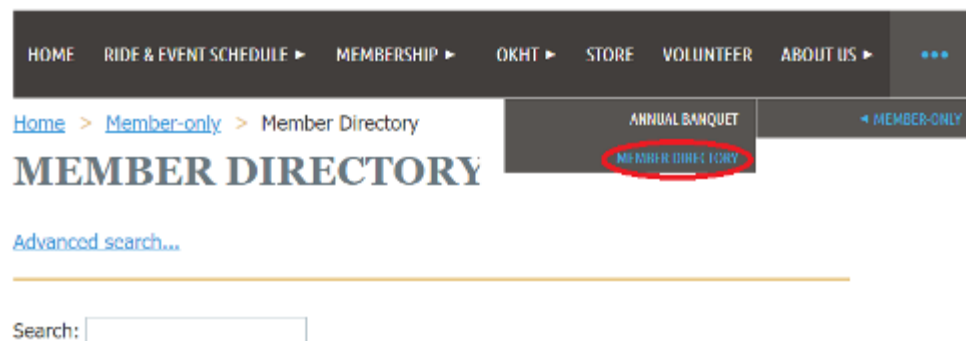 HOME RIDE & EVENT SCHEDULE ► MEMBERSHIP ► OKHT ► STORE VOLUNTEER ABOUT US ► •••
Home > Member-only > Member Directory
ANNUAL BANQUET
◄ MEMBER-ONLY
MEMBER DIRECTORY
MEMBER DIRECTORY
Advanced search...
Search: